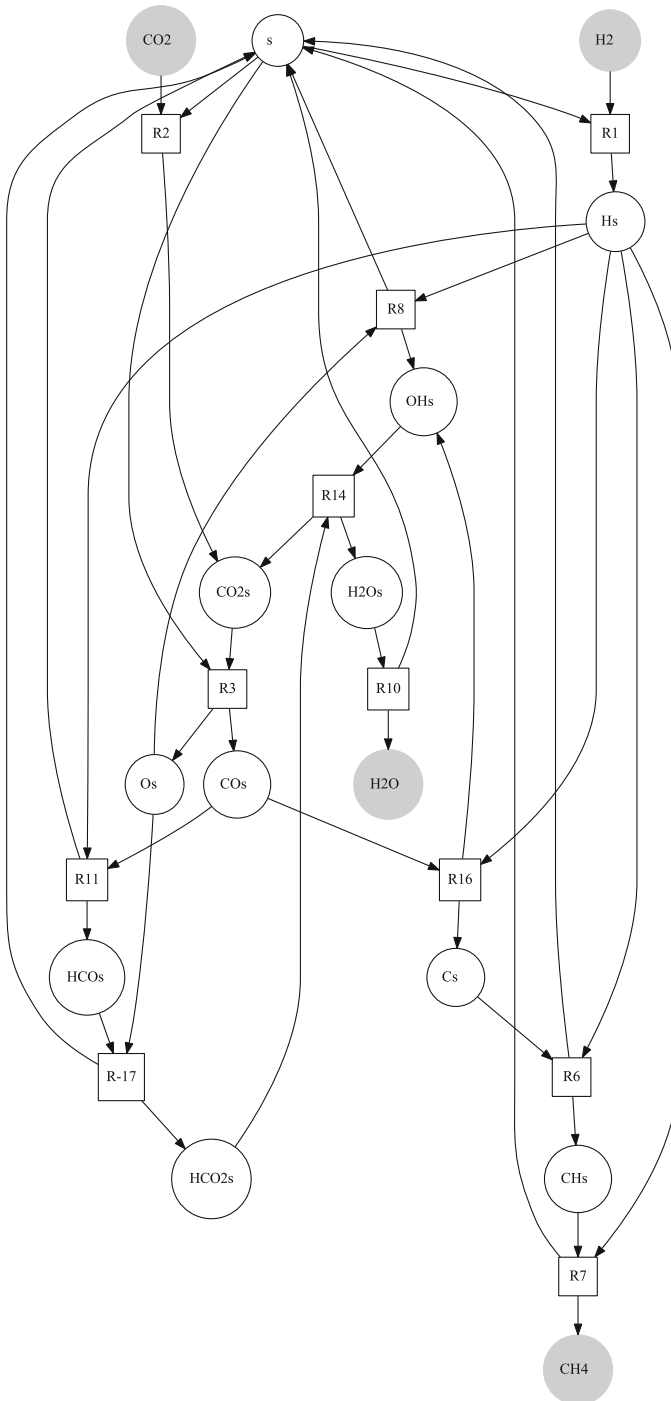 CO2
s
H2
R2
R1
Hs
R8
OHs
R14
CO2s
H2Os
R3
R10
Os
COs
H2O
R11
R16
HCOs
Cs
R-17
R6
HCO2s
CHs
R7
CH4